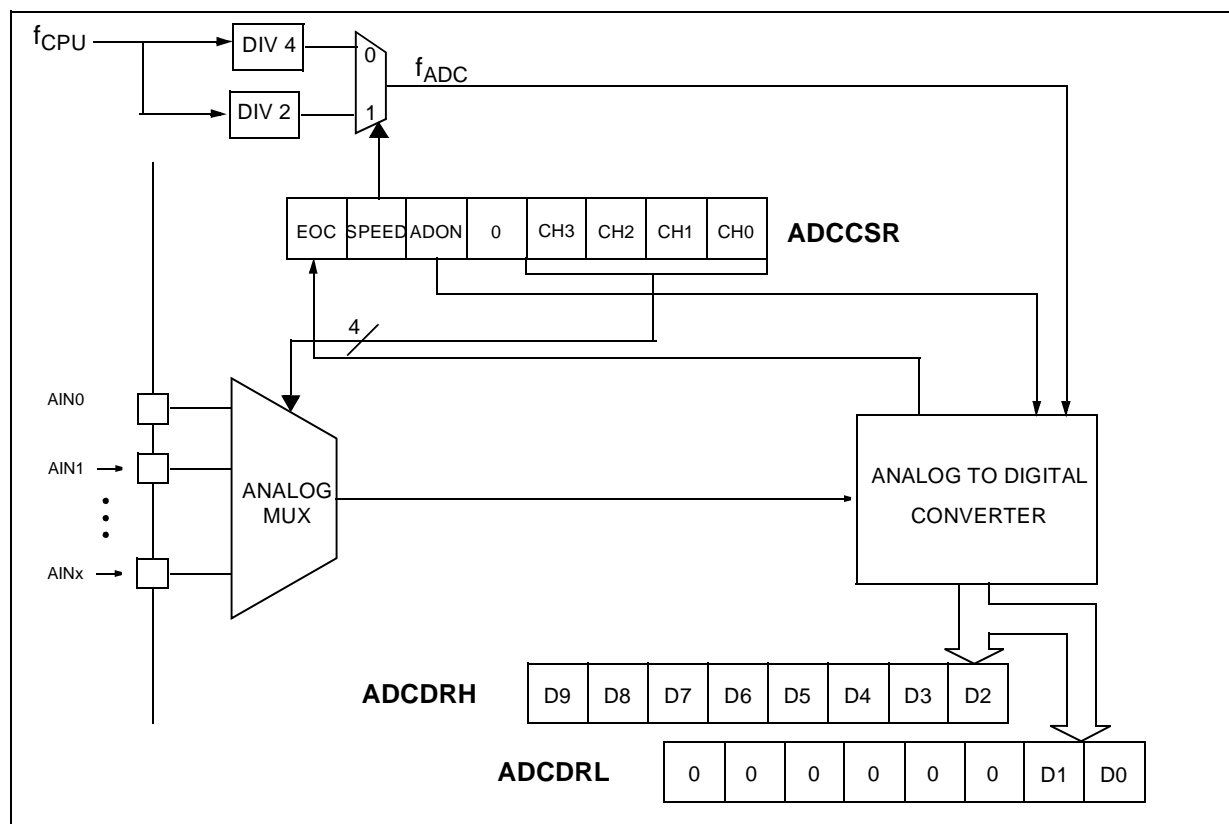 fCPU
DIV 4
0
fADC
DIV 2
1
EOC SPEED ADON 0 CH3 CH2 CH1 CH0
ADCCSR
4
AIN0
AIN1
AINx
ANALOG
MUX
ANALOG TO DIGITAL
CONVERTER
ADCDRH
D9 D8 D7 D6 D5 D4 D3 D2
ADCDRL
0 0 0 0 0 0 D1 D0